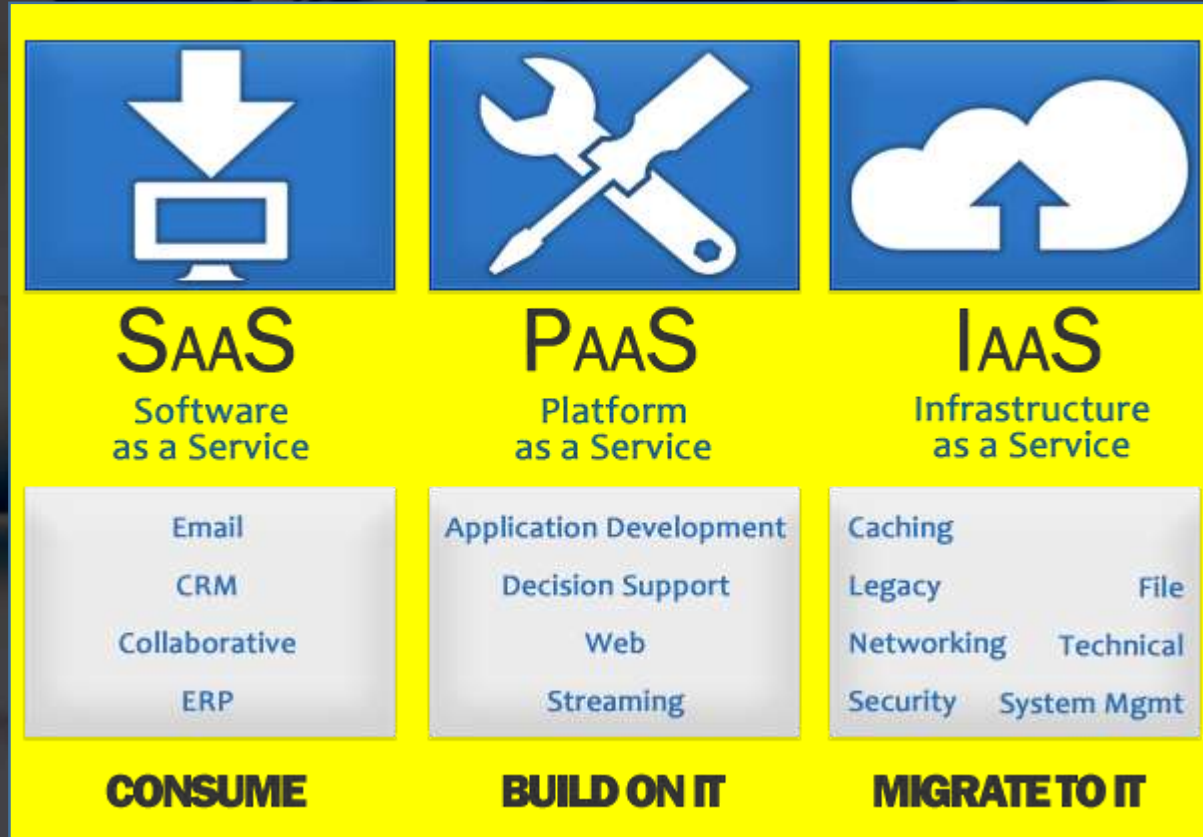 SaaS
Software
as a Service
Email
CRM
Collaborative
ERP
CONSUME
PaaS
Platform
as a Service
Application Development
Decision Support
Web
Streaming
BUILD ON IT
IaaS
Infrastructure
as a Service
Caching
Legacy File
Networking Technical
Security System Mgmt
MIGRATE TO IT